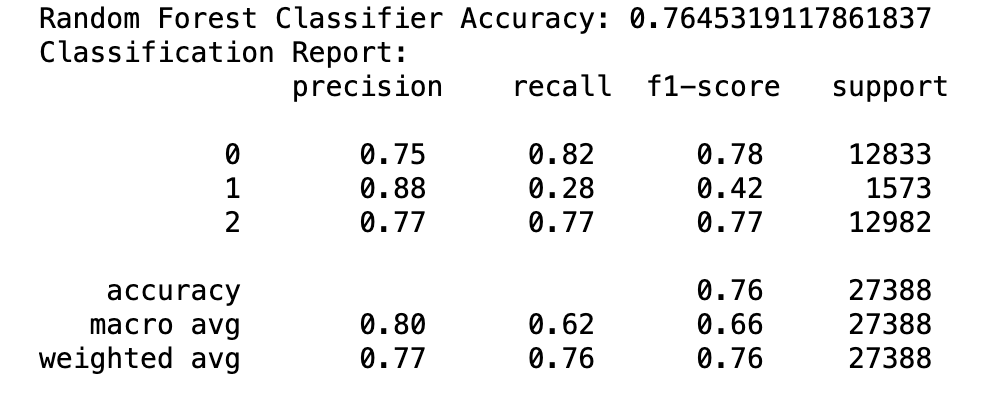 Random Forest Classifier Accuracy: 0.7645319117861837
Classification Report:
precision recall f1-score support
0 0.75 0.82 0.78 12833
1 0.88 0.28 0.42 1573
2 0.77 0.77 0.77 12982
accuracy 0.76 27388
macro avg 0.80 0.62 0.66 27388
weighted avg 0.77 0.76 0.76 27388